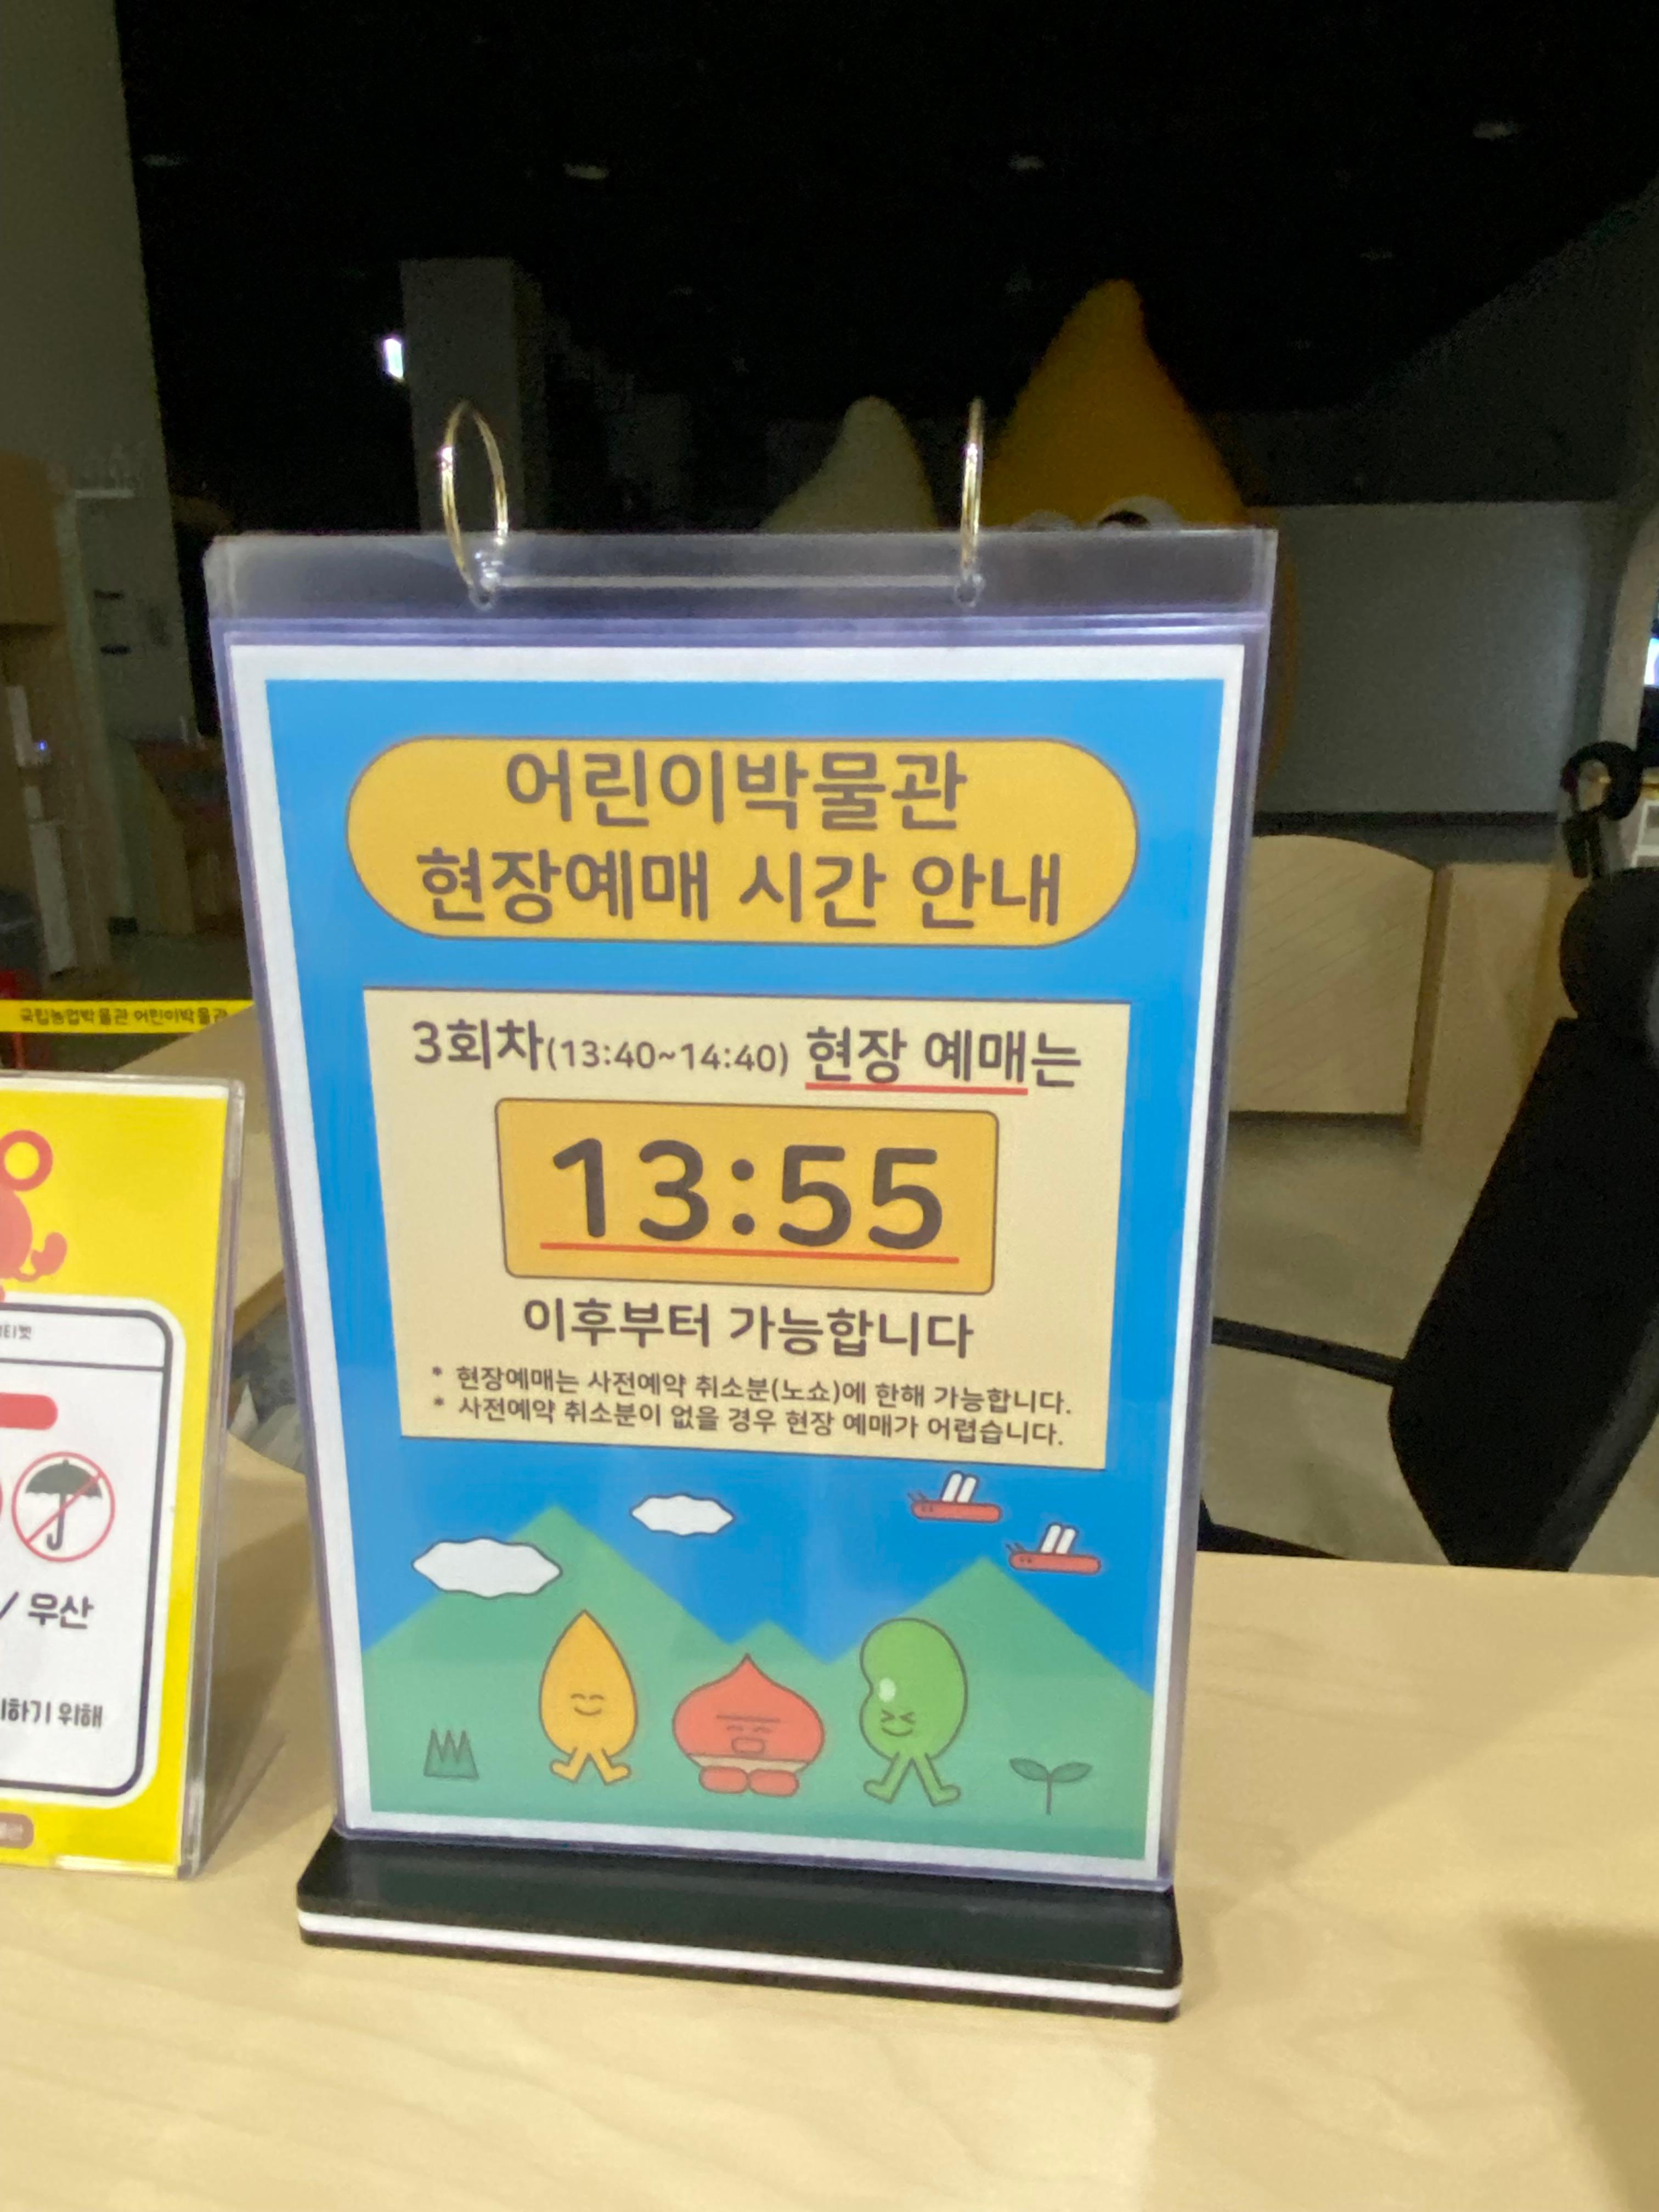 어린이박물관
현장예매 시간 안내
3회차(13:40~14:40) 현장 예매는
13:55
이후부터 가능합니다
* 현장예매는 사전예약 취소분(노쇼)에 한해 가능합니다.
* 사전예약 취소분이 없을 경우 현장 예매가 어렵습니다.
국립농업박물관 어린이박물관
/ 우산
위해